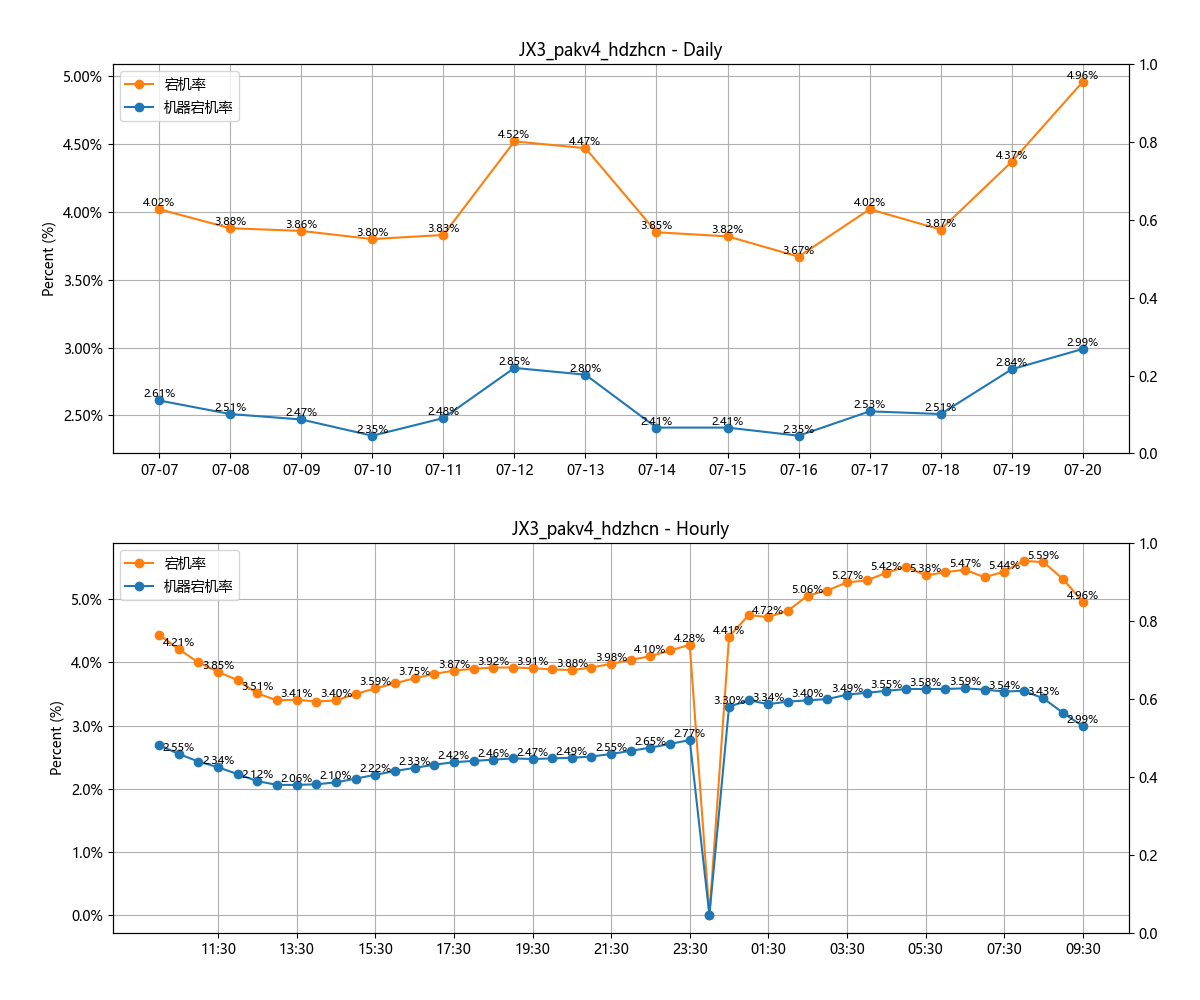 JX3_pakv4_hdzhcn - Daily
宕机率
机器宕机率
Percent (%)
5.00%
4.50%
4.00%
3.50%
3.00%
2.50%
1.0
0.8
0.6
0.4
0.2
0.0
4.02% 3.88% 3.86% 3.80% 3.83% 4.52% 4.47% 3.85% 3.82% 3.67% 4.02% 3.87% 4.37% 4.96%
2.61% 2.51% 2.47% 2.35% 2.48% 2.85% 2.80% 2.41% 2.41% 2.35% 2.53% 2.51% 2.84% 2.99%
07-07 07-08 07-09 07-10 07-11 07-12 07-13 07-14 07-15 07-16 07-17 07-18 07-19 07-20
JX3_pakv4_hdzhcn - Hourly
宕机率
机器宕机率
Percent (%)
5.0%
4.0%
3.0%
2.0%
1.0%
0.0%
1.0
0.8
0.6
0.4
0.2
0.0
4.21% 3.85% 3.51% 3.41% 3.40% 3.59% 3.75% 3.87% 3.92% 3.91% 3.88% 3.98% 4.10% 4.28% 4.41% 4.72% 5.06% 5.27% 5.42% 5.38% 5.47% 5.44% 5.59% 4.96%
2.55% 2.34% 2.12% 2.06% 2.10% 2.22% 2.33% 2.42% 2.46% 2.47% 2.49% 2.55% 2.65% 2.77% 3.30% 3.34% 3.40% 3.49% 3.55% 3.58% 3.59% 3.54% 3.43% 2.99%
11:30 13:30 15:30 17:30 19:30 21:30 23:30 01:30 03:30 05:30 07:30 09:30